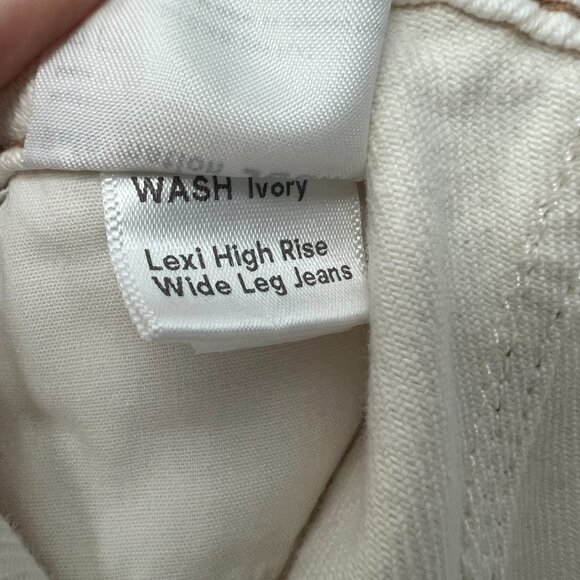 WASH Ivory
Lexi High Rise
Wide Leg Jeans